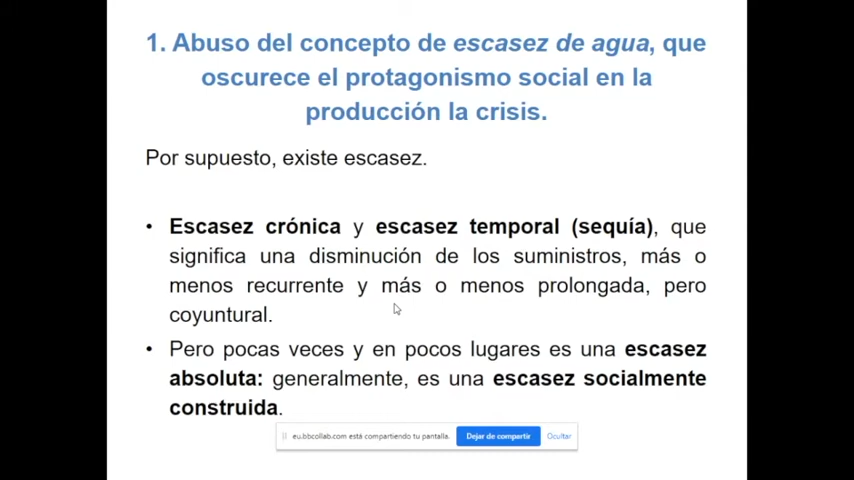 1. Abuso del concepto de escasez de agua, que
oscurece el protagonismo social en la
producción la crisis.
Por supuesto, existe escasez.
• Escasez crónica y escasez temporal (sequía), que
significa una disminución de los suministros, más o
menos recurrente y más o menos prolongada, pero
coyuntural.
• Pero pocas veces y en pocos lugares es una escasez
absoluta: generalmente, es una escasez socialmente
construida.
eu.bbcollab.com está compartiendo tu pantalla. Dejar de compartir Ocultar